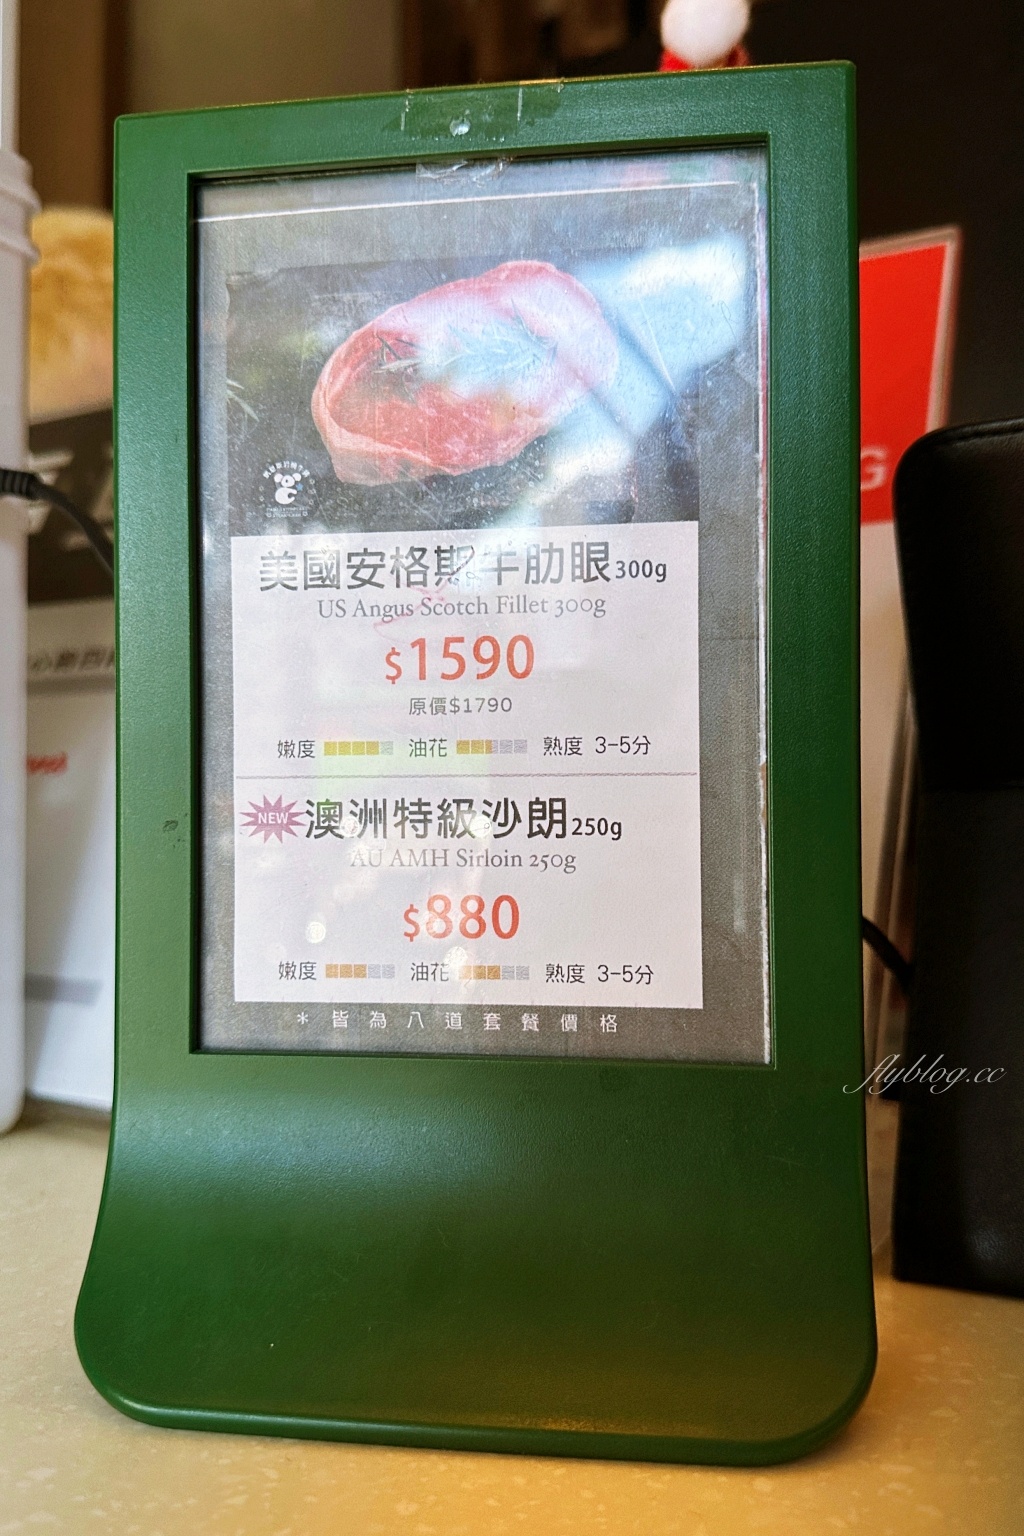 美國安格斯牛肋眼300g
US Angus Scotch Fillet 300g
$1590
原價$1790
嫩度 油花 熟度 3-5分
NEW 澳洲特級沙朗250g
AU AMH Sirloin 250g
$880
嫩度 油花 熟度 3-5分
* 皆為八道套餐價格
flyblog.cc
G